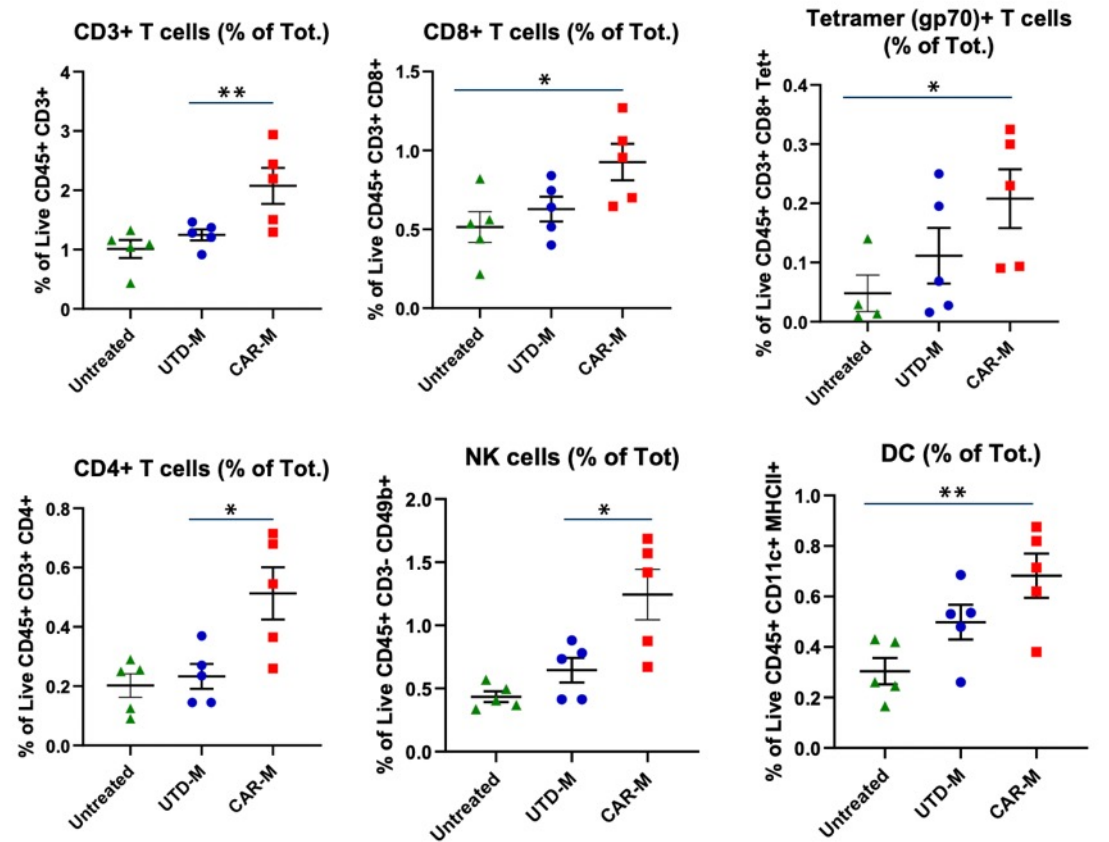 CD3+ T cells (% of Tot.)
% of Live CD45+ CD3+
4
3
2
1
0
**
Untreated
UTD-M
CAR-M
CD8+ T cells (% of Tot.)
% of Live CD45+ CD3+ CD8+
1.5
1.0
0.5
0.0
*
Untreated
UTD-M
CAR-M
Tetramer (gp70)+ T cells
(% of Tot.)
% of Live CD45+ CD3+ CD8+ Tet+
0.4
0.3
0.2
0.1
0.0
*
Untreated
UTD-M
CAR-M
CD4+ T cells (% of Tot.)
% of Live CD45+ CD3+ CD4+
0.8
0.6
0.4
0.2
0.0
*
Untreated
UTD-M
CAR-M
NK cells (% of Tot)
% of Live CD45+ CD3- CD49b+
2.0
1.5
1.0
0.5
0.0
*
Untreated
UTD-M
CAR-M
DC (% of Tot.)
% of Live CD45+ CD11c+ MHCII+
1.0
0.8
0.6
0.4
0.2
0.0
**
Untreated
UTD-M
CAR-M